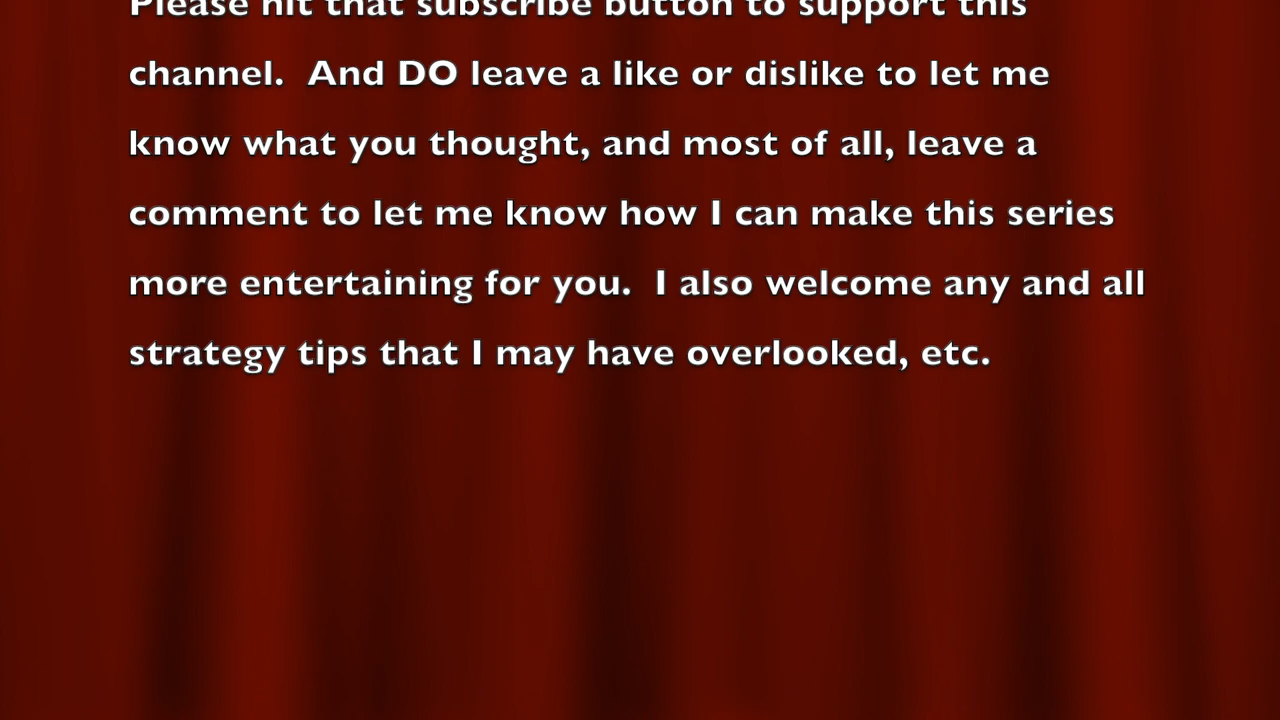 Please hit that subscribe button to support this
channel.  And DO leave a like or dislike to let me
know what you thought, and most of all, leave a
comment to let me know how I can make this series
more entertaining for you.  I also welcome any and all
strategy tips that I may have overlooked, etc.